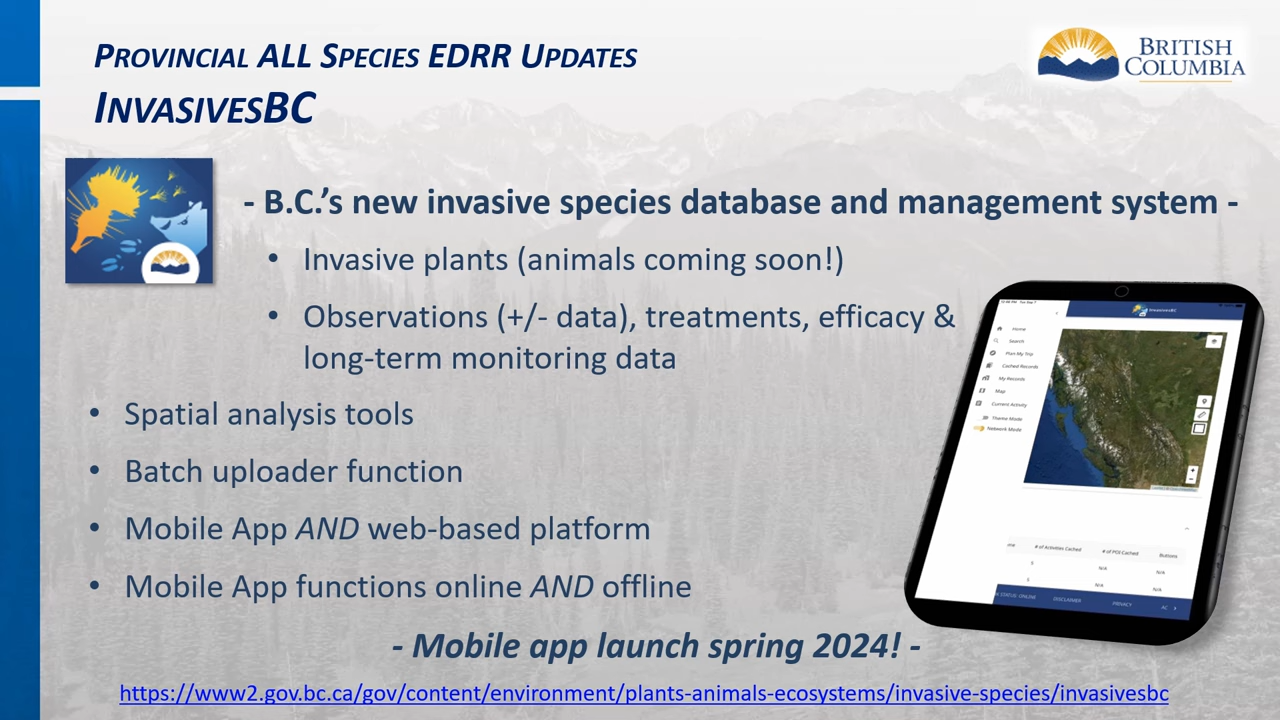 PROVINCIAL ALL SPECIES EDRR UPDATES
INVASIVESBC
BRITISH
COLUMBIA
- B.C.’s new invasive species database and management system -
• Invasive plants (animals coming soon!)
• Observations (+/- data), treatments, efficacy &
long-term monitoring data
• Spatial analysis tools
• Batch uploader function
• Mobile App AND web-based platform
• Mobile App functions online AND offline
InvasivesBC
Home
Search
Plan My Trip
Cached Records
My Records
Map
Current Activity
Theme Mode
Network Mode
# of Activities Cached
# of POI Cached
Buttons
N/A
N/A
N/A
N/A
STATUS: ONLINE
DISCLAIMER
PRIVACY
- Mobile app launch spring 2024! -
https://www2.gov.bc.ca/gov/content/environment/plants-animals-ecosystems/invasive-species/invasivesbc